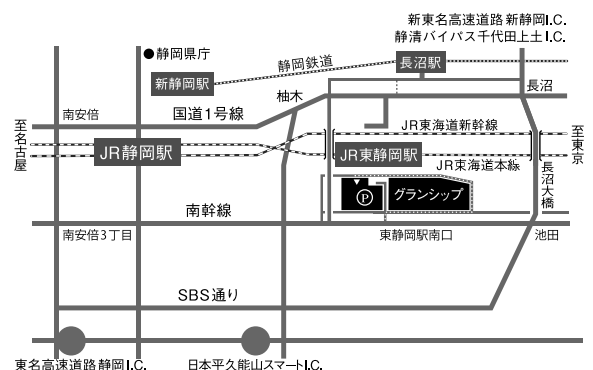 新東名高速道路 新静岡I.C.
静清バイパス千代田上土I.C.
●静岡県庁
静岡鉄道
長沼駅
新静岡駅
柚木
長沼
南安倍
国道1号線
JR東海道新幹線
至名古屋
至東京
JR静岡駅
JR東静岡駅
JR東海道本線
長沼大橋
P
グランシップ
南幹線
南安倍3丁目
東静岡駅南口
池田
SBS通り
東名高速道路 静岡I.C.
日本平久能山スマートI.C.